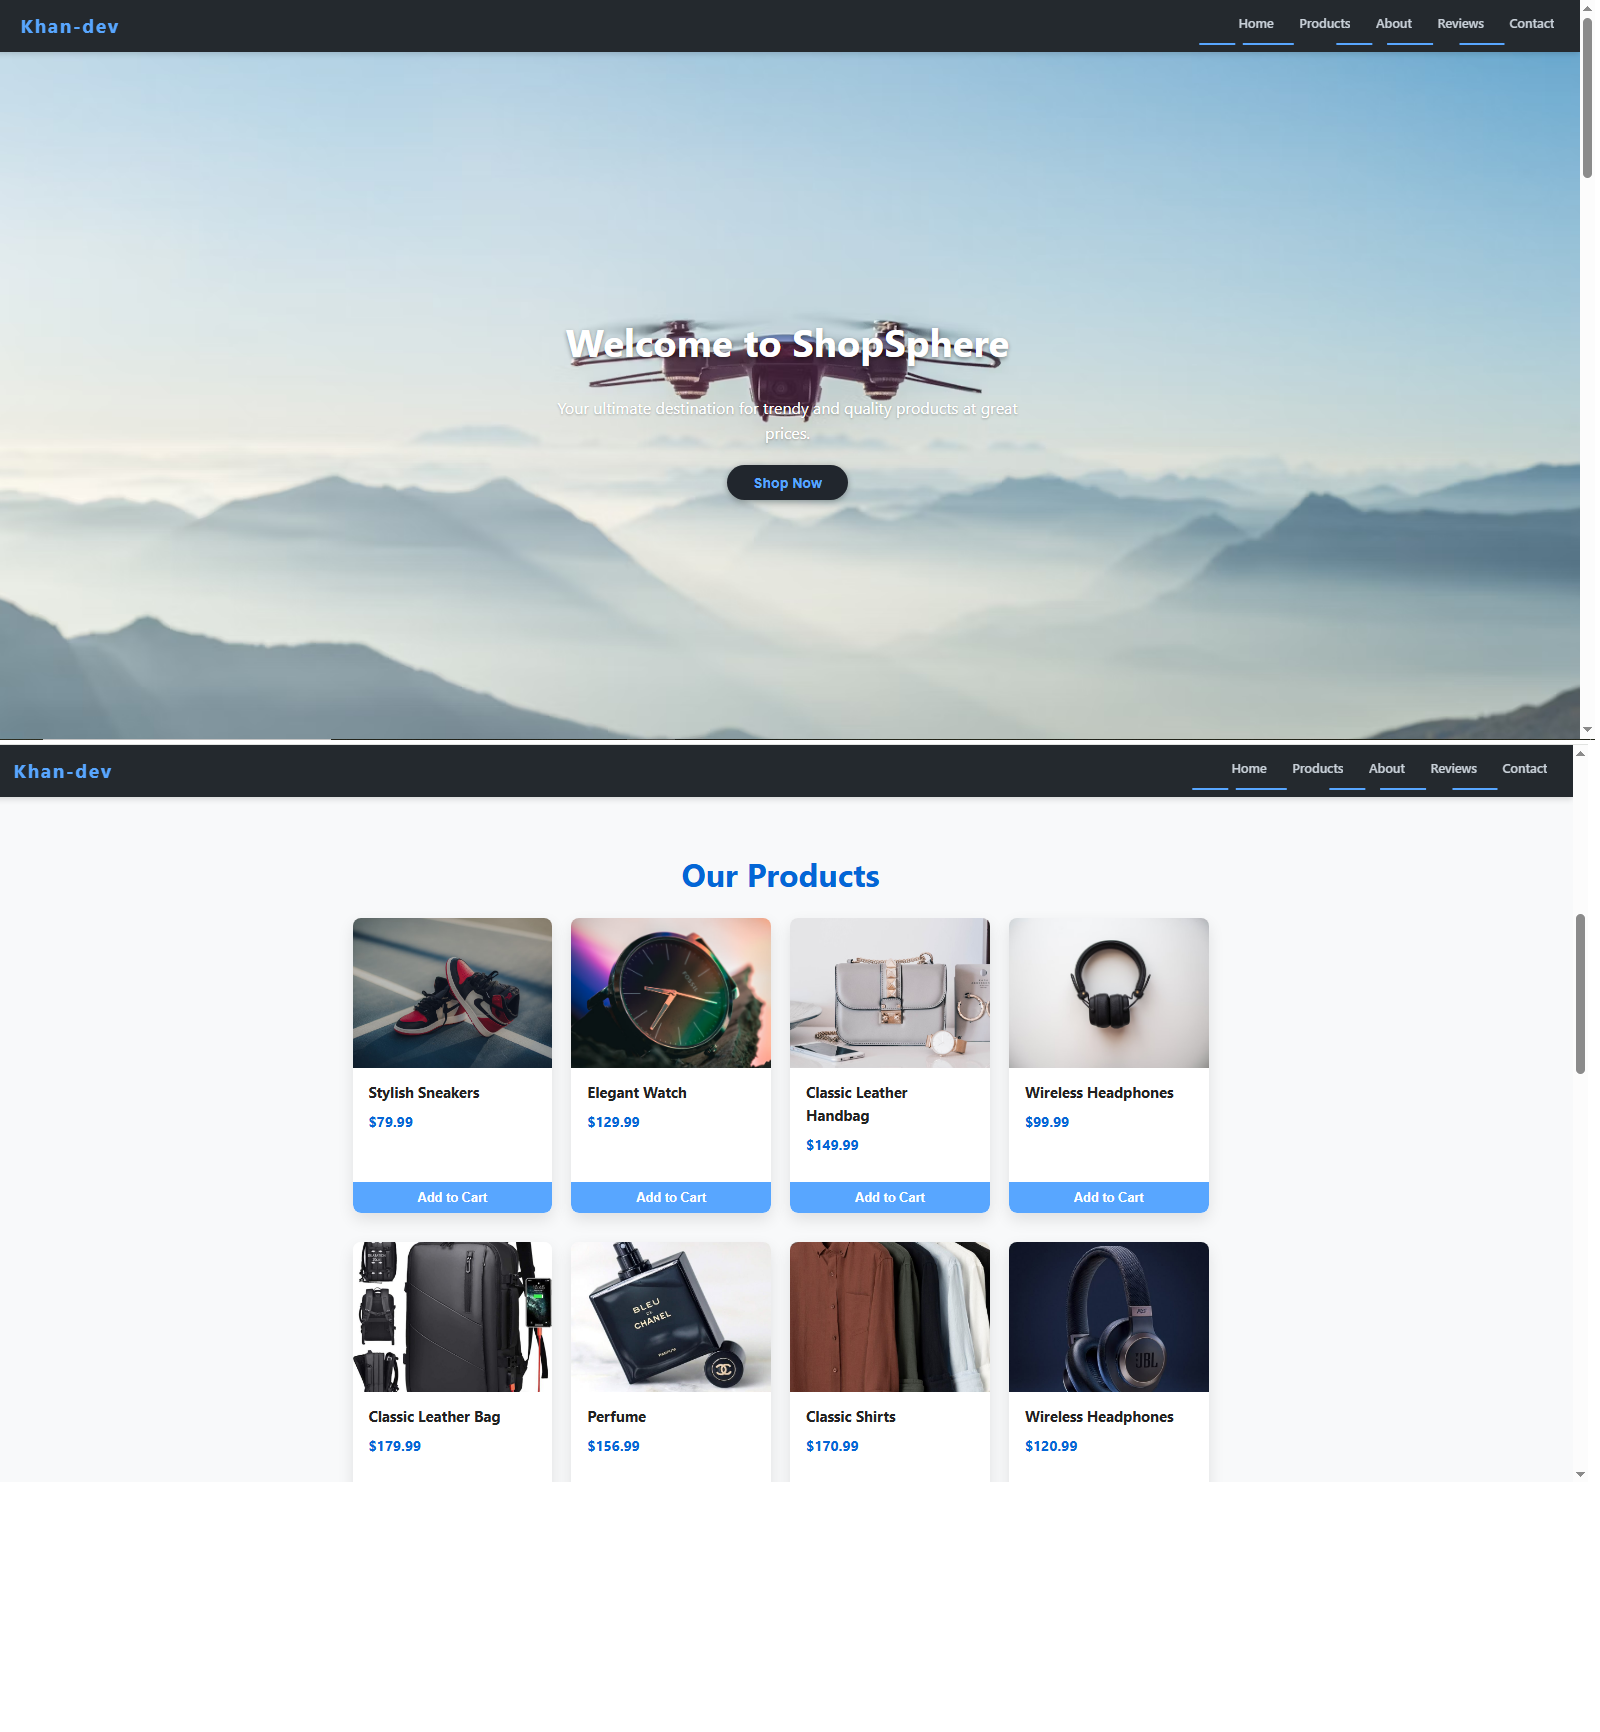 Khan-dev
Home Products About Reviews Contact
Welcome to ShopSphere
Your ultimate destination for trendy and quality products at great
prices.
Shop Now
Khan-dev
Home Products About Reviews Contact
Our Products
Stylish Sneakers
$79.99
Add to Cart
Elegant Watch
$129.99
Add to Cart
Classic Leather
Handbag
$149.99
Add to Cart
Wireless Headphones
$99.99
Add to Cart
Classic Leather Bag
$179.99
BLEU
DE
CHANEL
PARFUM
Perfume
$156.99
Classic Shirts
$170.99
JBL
Wireless Headphones
$120.99